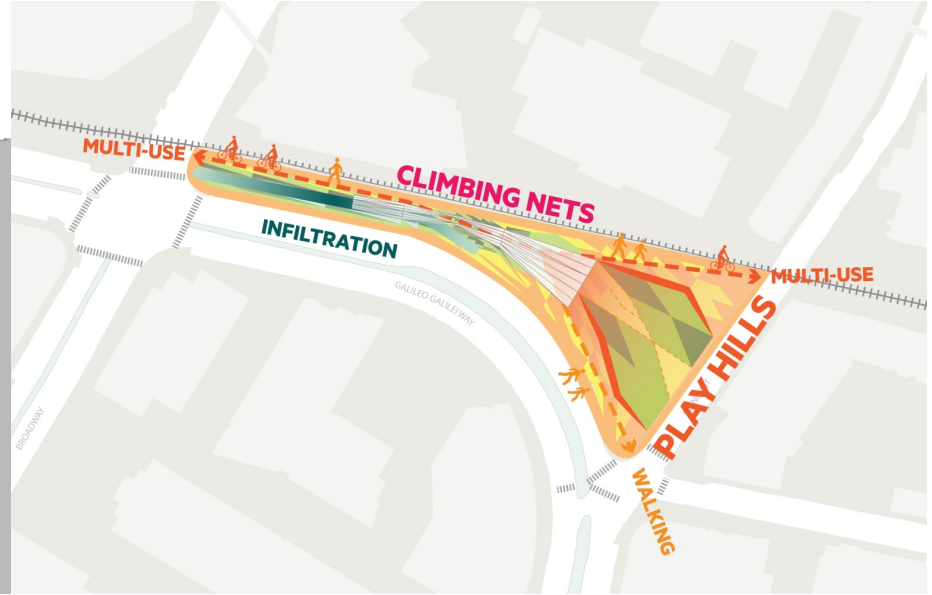 MULTI-USE
CLIMBING NETS
INFILTRATION
MULTI-USE
GALILEO GALILEI WAY
PLAY HILLS
BROADWAY
WALKING